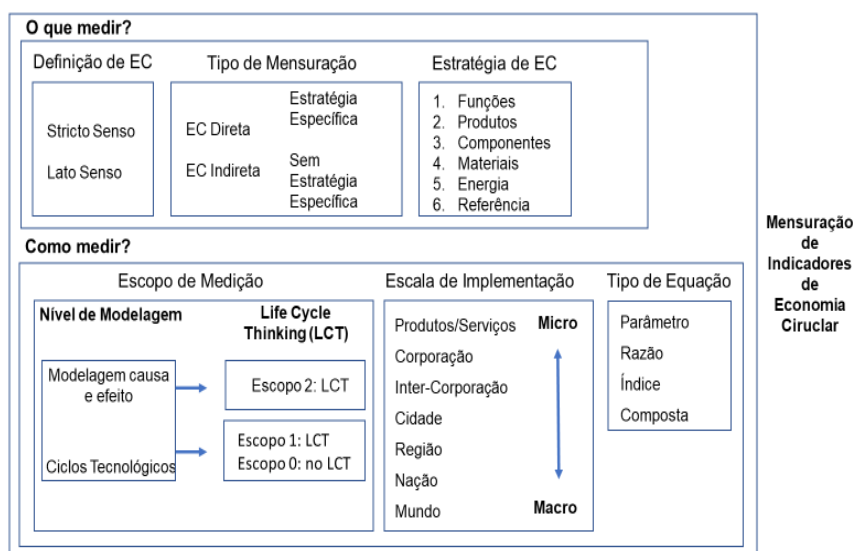 O que medir?
Definição de EC
Stricto Senso
Lato Senso
Tipo de Mensuração
EC Direta
EC Indireta
Estratégia
Específica
Sem
Estratégia
Específica
Estratégia de EC
1. Funções
2. Produtos
3. Componentes
4. Materiais
5. Energia
6. Referência
Como medir?
Escopo de Medição
Nível de Modelagem
Life Cycle
Thinking (LCT)
Modelagem causa
e efeito
Escopo 2: LCT
Ciclos Tecnológicos
Escopo 1: LCT
Escopo 0: no LCT
Escala de Implementação
Produtos/Serviços
Corporação
Inter-Corporação
Cidade
Região
Nação
Mundo
Micro
Macro
Tipo de Equação
Parâmetro
Razão
Índice
Composta
Mensuração
de
Indicadores
de
Economia
Ciruclar